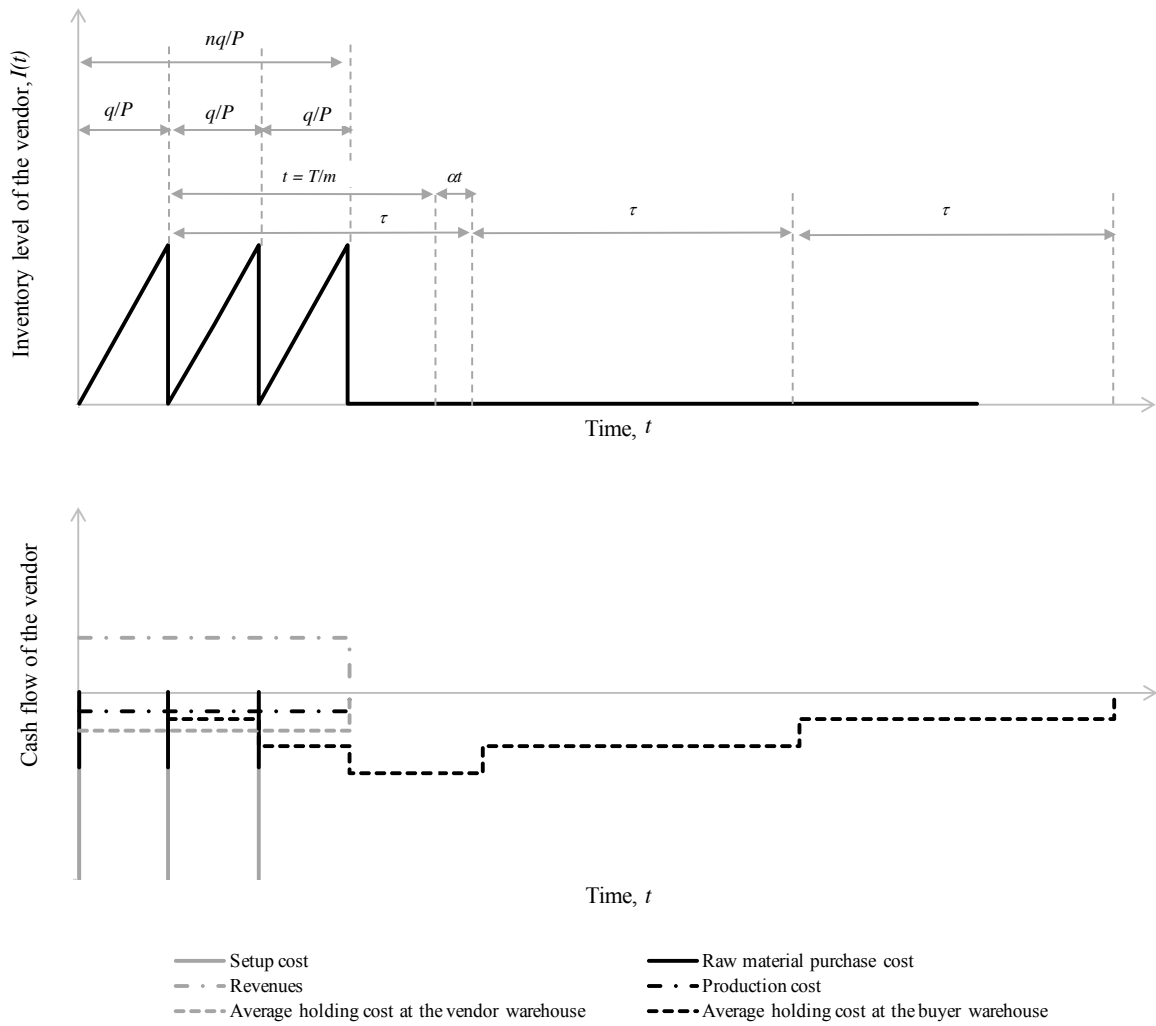 Inventory level of the vendor, I(t)
nq/P
q/P
q/P
q/P
t = T/m
αt
τ
τ
τ
Time, t
Cash flow of the vendor
Time, t
Setup cost
Raw material purchase cost
Revenues
Production cost
Average holding cost at the vendor warehouse
Average holding cost at the buyer warehouse